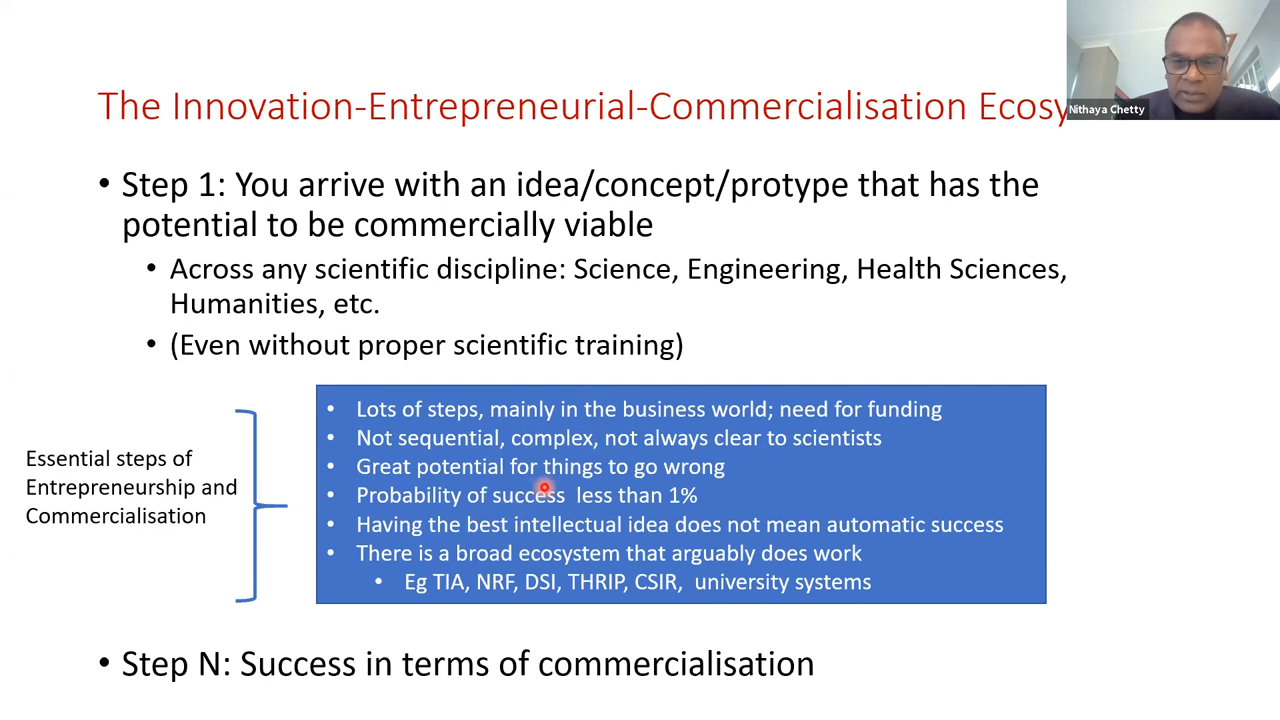 The Innovation-Entrepreneurial-Commercialisation Ecosy
Nithaya Chetty
• Step 1: You arrive with an idea/concept/protype that has the
potential to be commercially viable
• Across any scientific discipline: Science, Engineering, Health Sciences,
Humanities, etc.
• (Even without proper scientific training)
Essential steps of
Entrepreneurship and
Commercialisation
• Lots of steps, mainly in the business world; need for funding
• Not sequential, complex, not always clear to scientists
• Great potential for things to go wrong
• Probability of success less than 1%
• Having the best intellectual idea does not mean automatic success
• There is a broad ecosystem that arguably does work
• Eg TIA, NRF, DSI, THRIP, CSIR, university systems
• Step N: Success in terms of commercialisation